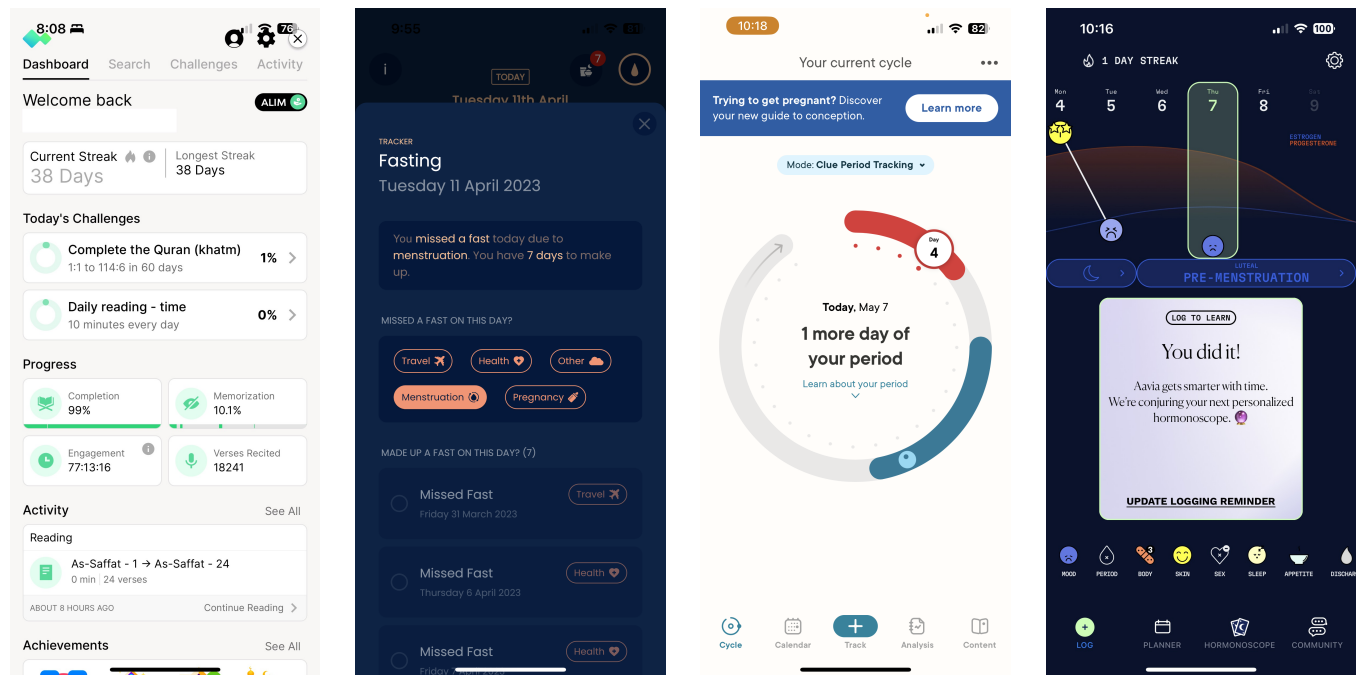 8:08
76
Dashboard Search Challenges Activity
Welcome back
ALIM
Current Streak
38 Days
Longest Streak
38 Days
Today's Challenges
Complete the Quran (khatm)
1:1 to 114:6 in 60 days
1%
Daily reading - time
10 minutes every day
0%
Progress
Completion
99%
Memorization
10.1%
Engagement
77:13:16
Verses Recited
18241
Activity See All
Reading
As-Saffat - 1 → As-Saffat - 24
0 min | 24 verses
ABOUT 8 HOURS AGO Continue Reading
Achievements See All
9:55
i
TODAY
7
Tuesday 11th April
TRACKER
Fasting
Tuesday 11 April 2023
You missed a fast today due to
menstruation. You have 7 days to make
up.
MISSED A FAST ON THIS DAY?
Travel Health Other
Menstruation Pregnancy
MADE UP A FAST ON THIS DAY? (7)
Missed Fast
Friday 31 March 2023
Travel
Missed Fast
Thursday 6 April 2023
Health
Missed Fast
Health
10:18
82
Your current cycle
Trying to get pregnant? Discover
your new guide to conception.
Learn more
Mode: Clue Period Tracking
Day
4
Today, May 7
1 more day of
your period
Learn about your period
Cycle Calendar Track Analysis Content
10:16
100
1 DAY STREAK
Mon Tue Wed Thu Fri Sat
4 5 6 7 8 9
ESTROGEN
PROGESTERONE
LUTEAL
PRE-MENSTRUATION
LOG TO LEARN
You did it!
Aavia gets smarter with time.
We're conjuring your next personalized
hormonoscope.
UPDATE LOGGING REMINDER
3
MOOD PERIOD BODY SKIN SEX SLEEP APPETITE DISCHAR
LOG PLANNER HORMONOSCOPE COMMUNITY